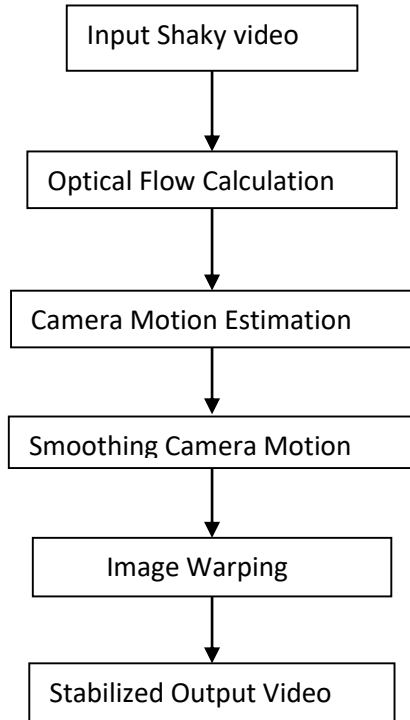 Input Shaky video
Optical Flow Calculation
Camera Motion Estimation
Smoothing Camera Motion
Image Warping
Stabilized Output Video